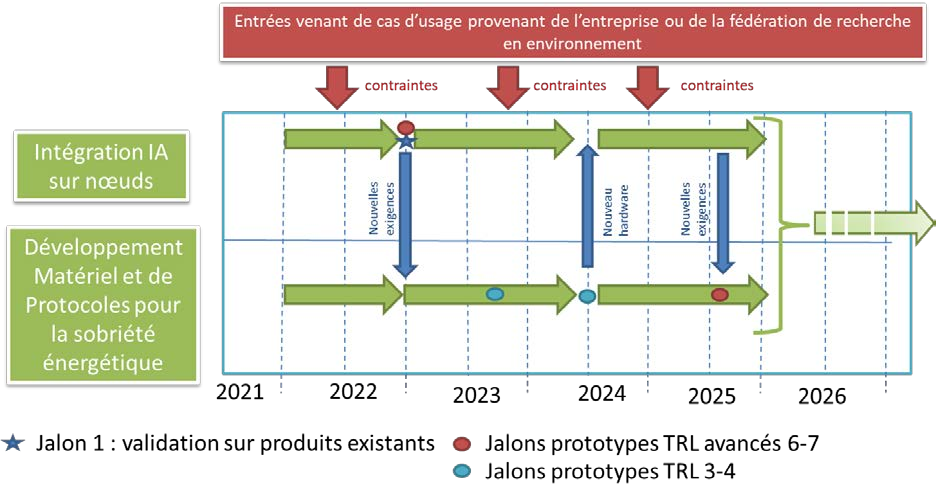 Entrées venant de cas d'usage provenant de l'entreprise ou de la fédération de recherche
en environnement
contraintes
contraintes
contraintes
Intégration IA
sur nœuds
Nouvelles
exigences
Nouveau
hardware
Nouvelles
exigences
Développement
Matériel et de
Protocoles pour
la sobriété
énergétique
2021
2022
2023
2024
2025
2026
Jalon 1 : validation sur produits existants
Jalons prototypes TRL avancés 6-7
Jalons prototypes TRL 3-4